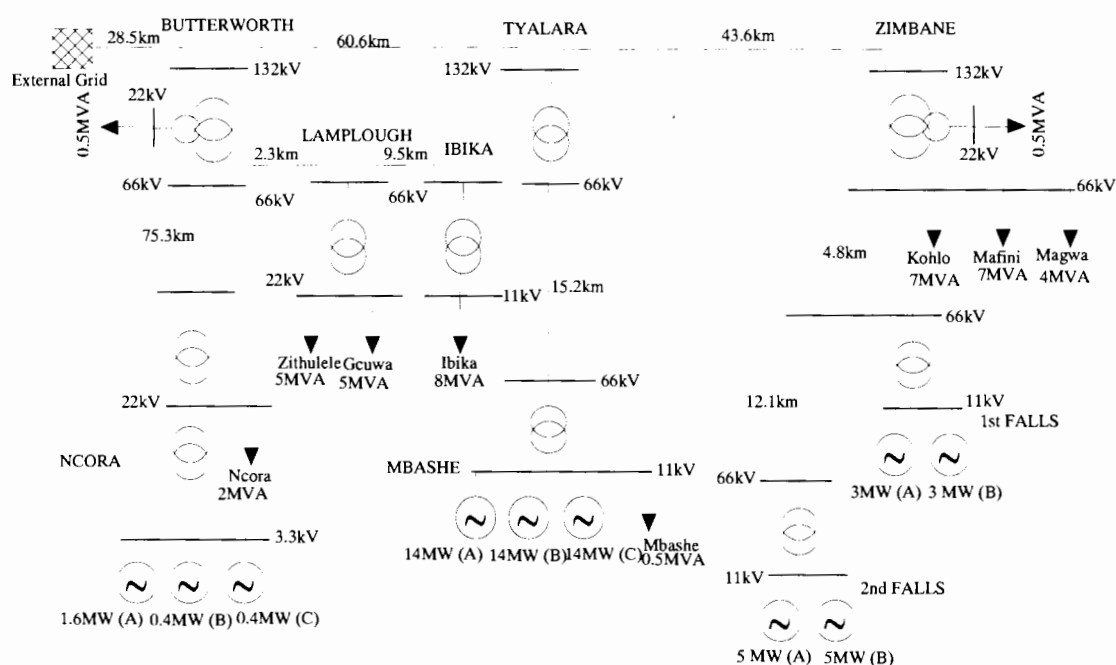 BUTTERWORTH
TYALARA
ZIMBANE
28.5km
60.6km
43.6km
External Grid
132kV
132kV
132kV
22kV
0.5MVA
LAMPLOUGH
IBIKA
22kV
0.5MVA
2.3km
9.5km
66kV
66kV
66kV
66kV
66kV
75.3km
4.8km
Kohlo
7MVA
Mafini
7MVA
Magwa
4MVA
22kV
11kV
15.2km
66kV
Zithulele
5MVA
Gcuwa
5MVA
Ibika
8MVA
66kV
22kV
12.1km
11kV
1st FALLS
NCORA
Ncora
2MVA
MBASHE
11kV
66kV
3MW (A)
3 MW (B)
3.3kV
14MW (A)
14MW (B)
14MW (C)
Mbashe
0.5MVA
11kV
2nd FALLS
1.6MW (A)
0.4MW (B)
0.4MW (C)
5 MW (A)
5MW (B)